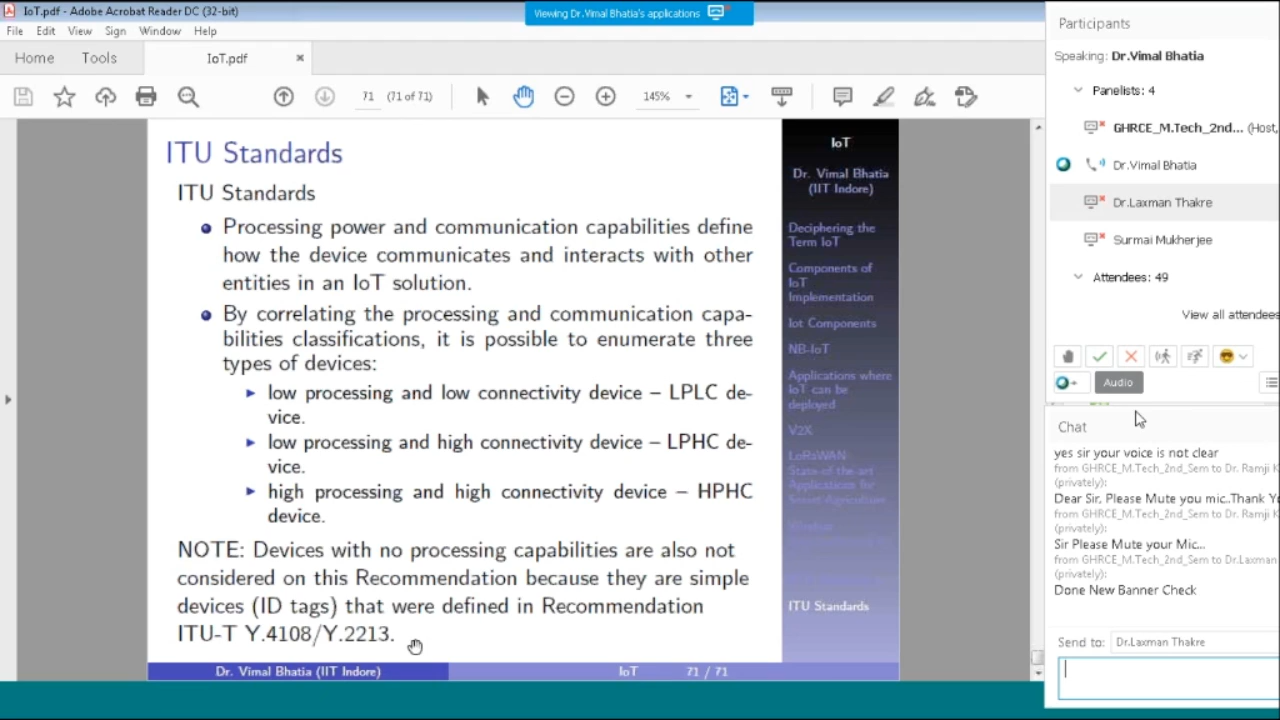 IoT.pdf - Adobe Acrobat Reader DC (32-bit)
Viewing Dr.Vimal Bhatia's applications
File Edit View Sign Window Help
Home Tools IoT.pdf ×
71 (71 of 71) 145%
ITU Standards
ITU Standards
Processing power and communication capabilities define
how the device communicates and interacts with other
entities in an IoT solution.
By correlating the processing and communication capa-
bilities classifications, it is possible to enumerate three
types of devices:
low processing and low connectivity device – LPLC de-
vice.
low processing and high connectivity device – LPHC de-
vice.
high processing and high connectivity device – HPHC
device.
NOTE: Devices with no processing capabilities are also not
considered on this Recommendation because they are simple
devices (ID tags) that were defined in Recommendation
ITU-T Y.4108/Y.2213.
Dr. Vimal Bhatia (IIT Indore) IoT 71 / 71
IoT
Dr. Vimal Bhatia
(IIT Indore)
Deciphering the
Term IoT
Components of
IoT
Implementation
Iot Components
NB-IoT
Applications where
IoT can be
deployed
V2X
LoRaWAN
State of the art
Applications for
Smart Agriculture
Wireless
ITU Standards
Participants
Speaking: Dr.Vimal Bhatia
Panelists: 4
GHRCE_M.Tech_2nd... (Host,
Dr.Vimal Bhatia
Dr.Laxman Thakre
Surmai Mukherjee
Attendees: 49
View all attendees
Audio
Chat
yes sir your voice is not clear
from GHRCE_M.Tech_2nd_Sem to Dr. Ramji K
(privately):
Dear Sir, Please Mute you mic..Thank Yo
from GHRCE_M.Tech_2nd_Sem to Dr. Ramji K
(privately):
Sir Please Mute your Mic...
from GHRCE_M.Tech_2nd_Sem to Dr.Laxman
(privately):
Done New Banner Check
Send to: Dr.Laxman Thakre